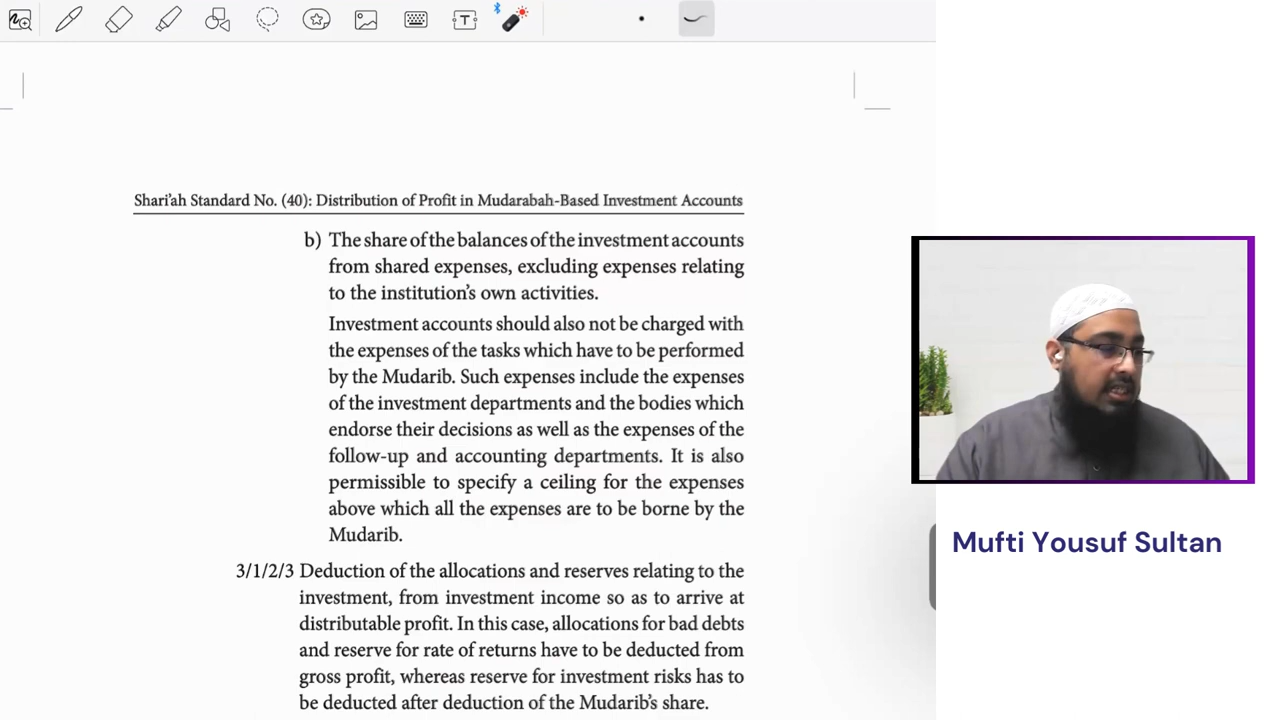 Shari'ah Standard No. (40): Distribution of Profit in Mudarabah-Based Investment Accounts
b) The share of the balances of the investment accounts
from shared expenses, excluding expenses relating
to the institution's own activities.
Investment accounts should also not be charged with
the expenses of the tasks which have to be performed
by the Mudarib. Such expenses include the expenses
of the investment departments and the bodies which
endorse their decisions as well as the expenses of the
follow-up and accounting departments. It is also
permissible to specify a ceiling for the expenses
above which all the expenses are to be borne by the
Mudarib.
3/1/2/3 Deduction of the allocations and reserves relating to the
investment, from investment income so as to arrive at
distributable profit. In this case, allocations for bad debts
and reserve for rate of returns have to be deducted from
gross profit, whereas reserve for investment risks has to
be deducted after deduction of the Mudarib's share.
Mufti Yousuf Sultan